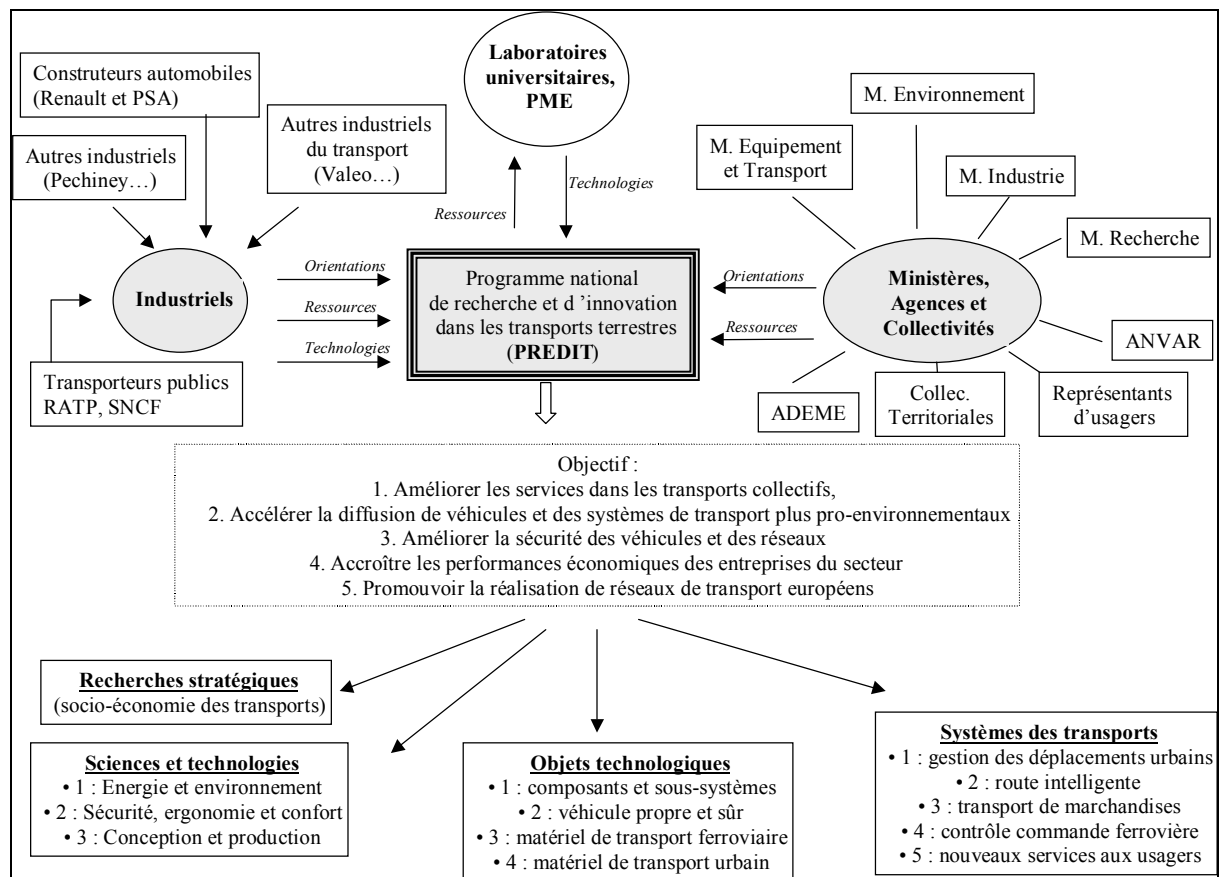 Construteurs automobiles
(Renault et PSA)
Autres industriels
(Pechiney…)
Autres industriels
du transport
(Valeo…)
Laboratoires
universitaires,
PME
M. Environnement
M. Equipement
et Transport
M. Industrie
M. Recherche
Ressources
Technologies
Industriels
Orientations
Ressources
Technologies
Programme national
de recherche et d ’innovation
dans les transports terrestres
(PREDIT)
Orientations
Ressources
Ministères,
Agences et
Collectivités
Transporteurs publics
RATP, SNCF
ADEME
Collec.
Territoriales
Représentants
d’usagers
ANVAR
Objectif :
1. Améliorer les services dans les transports collectifs,
2. Accélérer la diffusion de véhicules et des systèmes de transport plus pro-environnementaux
3. Améliorer la sécurité des véhicules et des réseaux
4. Accroître les performances économiques des entreprises du secteur
5. Promouvoir la réalisation de réseaux de transport européens
Recherches stratégiques
(socio-économie des transports)
Sciences et technologies
• 1 : Energie et environnement
• 2 : Sécurité, ergonomie et confort
• 3 : Conception et production
Objets technologiques
• 1 : composants et sous-systèmes
• 2 : véhicule propre et sûr
• 3 : matériel de transport ferroviaire
• 4 : matériel de transport urbain
Systèmes des transports
• 1 : gestion des déplacements urbains
• 2 : route intelligente
• 3 : transport de marchandises
• 4 : contrôle commande ferrovière
• 5 : nouveaux services aux usagers